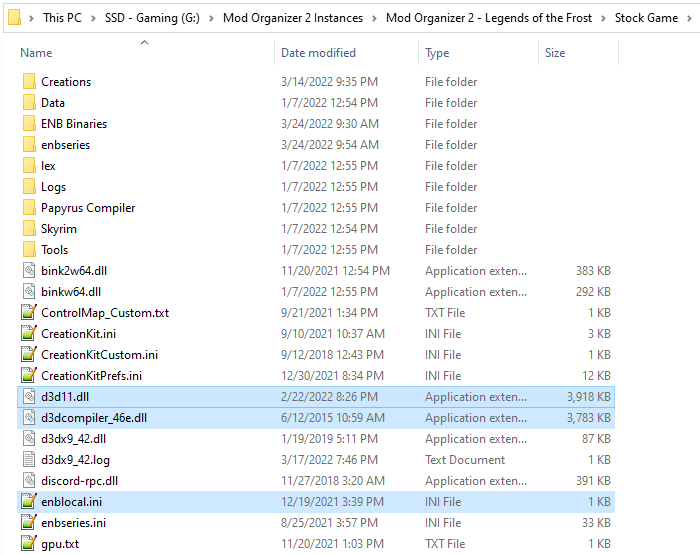 This PC > SSD - Gaming (G:) > Mod Organizer 2 Instances > Mod Organizer 2 - Legends of the Frost > Stock Game >
Name Date modified Type Size
Creations 3/14/2022 9:35 PM File folder
Data 1/7/2022 12:54 PM File folder
ENB Binaries 3/24/2022 9:30 AM File folder
enbseries 3/24/2022 9:54 AM File folder
lex 1/7/2022 12:55 PM File folder
Logs 1/7/2022 12:55 PM File folder
Papyrus Compiler 1/7/2022 12:55 PM File folder
Skyrim 1/7/2022 12:55 PM File folder
Tools 1/7/2022 12:55 PM File folder
bink2w64.dll 11/20/2021 12:54 PM Application exten... 383 KB
binkw64.dll 1/7/2022 12:55 PM Application exten... 292 KB
ControlMap_Custom.txt 9/21/2021 1:34 PM TXT File 1 KB
CreationKit.ini 9/10/2021 10:37 AM INI File 3 KB
CreationKitCustom.ini 9/12/2018 12:43 PM INI File 1 KB
CreationKitPrefs.ini 12/30/2021 8:34 PM INI File 12 KB
d3d11.dll 2/22/2022 8:26 PM Application exten... 3,918 KB
d3dcompiler_46e.dll 6/12/2015 10:59 AM Application exten... 3,783 KB
d3dx9_42.dll 1/19/2019 5:11 PM Application exten... 87 KB
d3dx9_42.log 3/17/2022 7:46 PM Text Document 1 KB
discord-rpc.dll 11/27/2018 3:20 AM Application exten... 391 KB
enblocal.ini 12/19/2021 3:39 PM INI File 1 KB
enbseries.ini 8/25/2021 3:57 PM INI File 33 KB
gpu.txt 11/20/2021 1:03 PM TXT File 1 KB